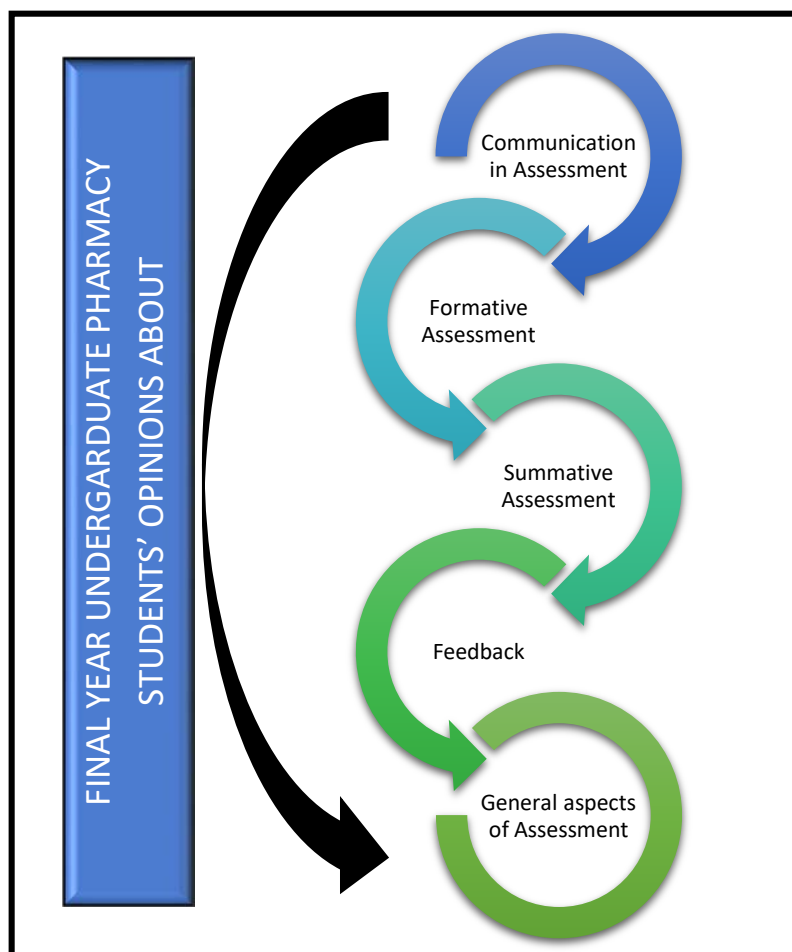 FINAL YEAR UNDERGARDUATE PHARMACY
STUDENTS’ OPINIONS ABOUT
Communication
in Assessment
Formative
Assessment
Summative
Assessment
Feedback
General aspects
of Assessment